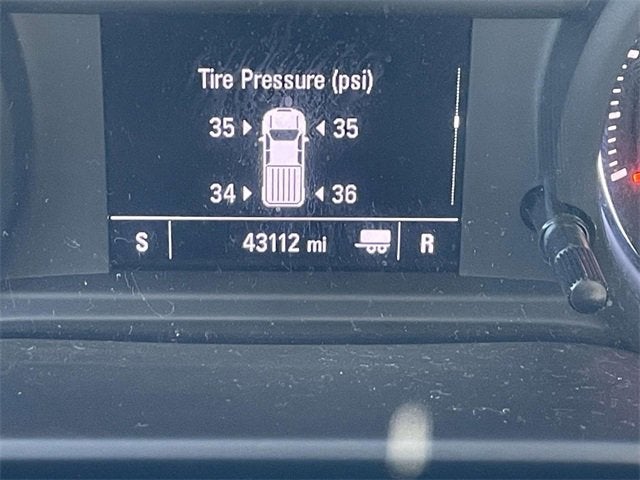 Tire Pressure (psi)
35 35
34 36
S 43112 mi R